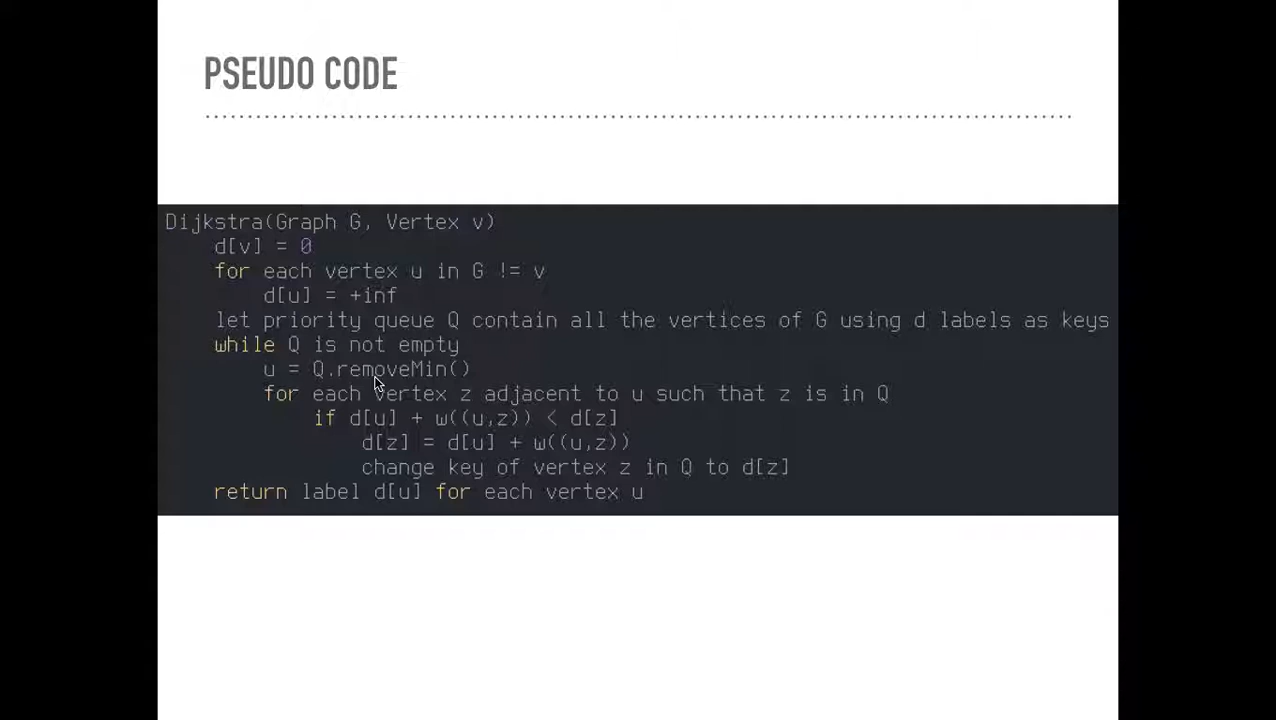 PSEUDO CODE
Dijkstra(Graph G, Vertex v)
d[v] = 0
for each vertex u in G != v
d[u] = +inf
let priority queue Q contain all the vertices of G using d labels as keys
while Q is not empty
u = Q.removeMin()
for each vertex z adjacent to u such that z is in Q
if d[u] + w((u,z)) < d[z]
d[z] = d[u] + w((u,z))
change key of vertex z in Q to d[z]
return label d[u] for each vertex u